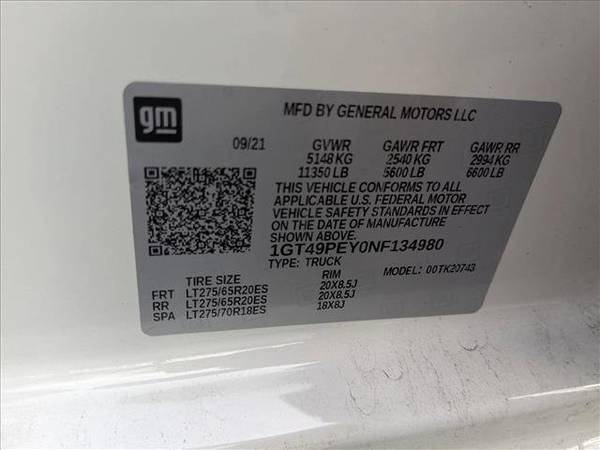 gm
MFD BY GENERAL MOTORS LLC
09/21 GVWR GAWR FRT GAWR RR
5148 KG 2540 KG 2994 KG
11350 LB 5600 LB 6600 LB
THIS VEHICLE CONFORMS TO ALL
APPLICABLE U.S. FEDERAL MOTOR
VEHICLE SAFETY STANDARDS IN EFFECT
ON THE DATE OF MANUFACTURE
SHOWN ABOVE.
1GT49PEY0NF134980
TYPE: TRUCK MODEL: 00TK20743
TIRE SIZE RIM
FRT LT275/65R20ES 20X8.5J
RR LT275/65R20ES 20X8.5J
SPA LT275/70R18ES 18X8J